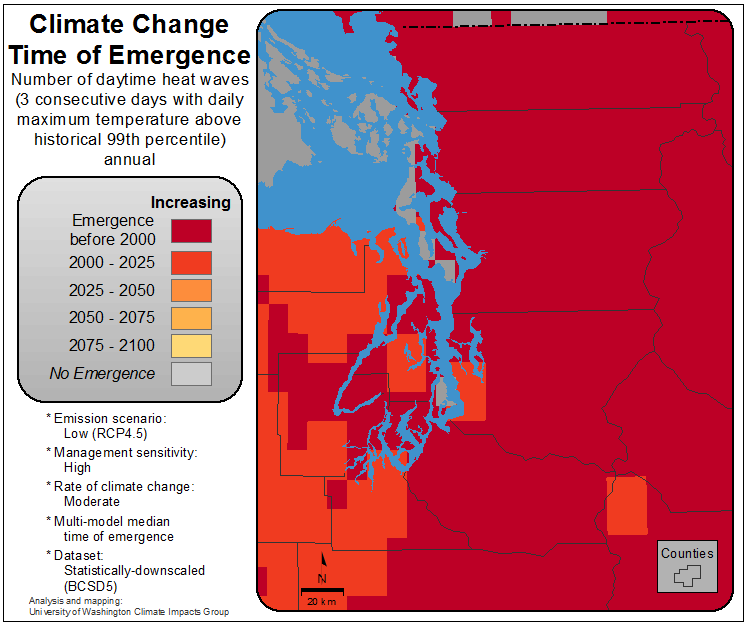 Climate Change
Time of Emergence
Number of daytime heat waves
(3 consecutive days with daily
maximum temperature above
historical 99th percentile)
annual
Increasing
Emergence
before 2000
2000 - 2025
2025 - 2050
2050 - 2075
2075 - 2100
No Emergence
* Emission scenario:
Low (RCP4.5)
* Management sensitivity:
High
* Rate of climate change:
Moderate
* Multi-model median
time of emergence
* Dataset:
Statistically-downscaled
(BCSD5)
Analysis and mapping:
University of Washington Climate Impacts Group
N
20 km
Counties